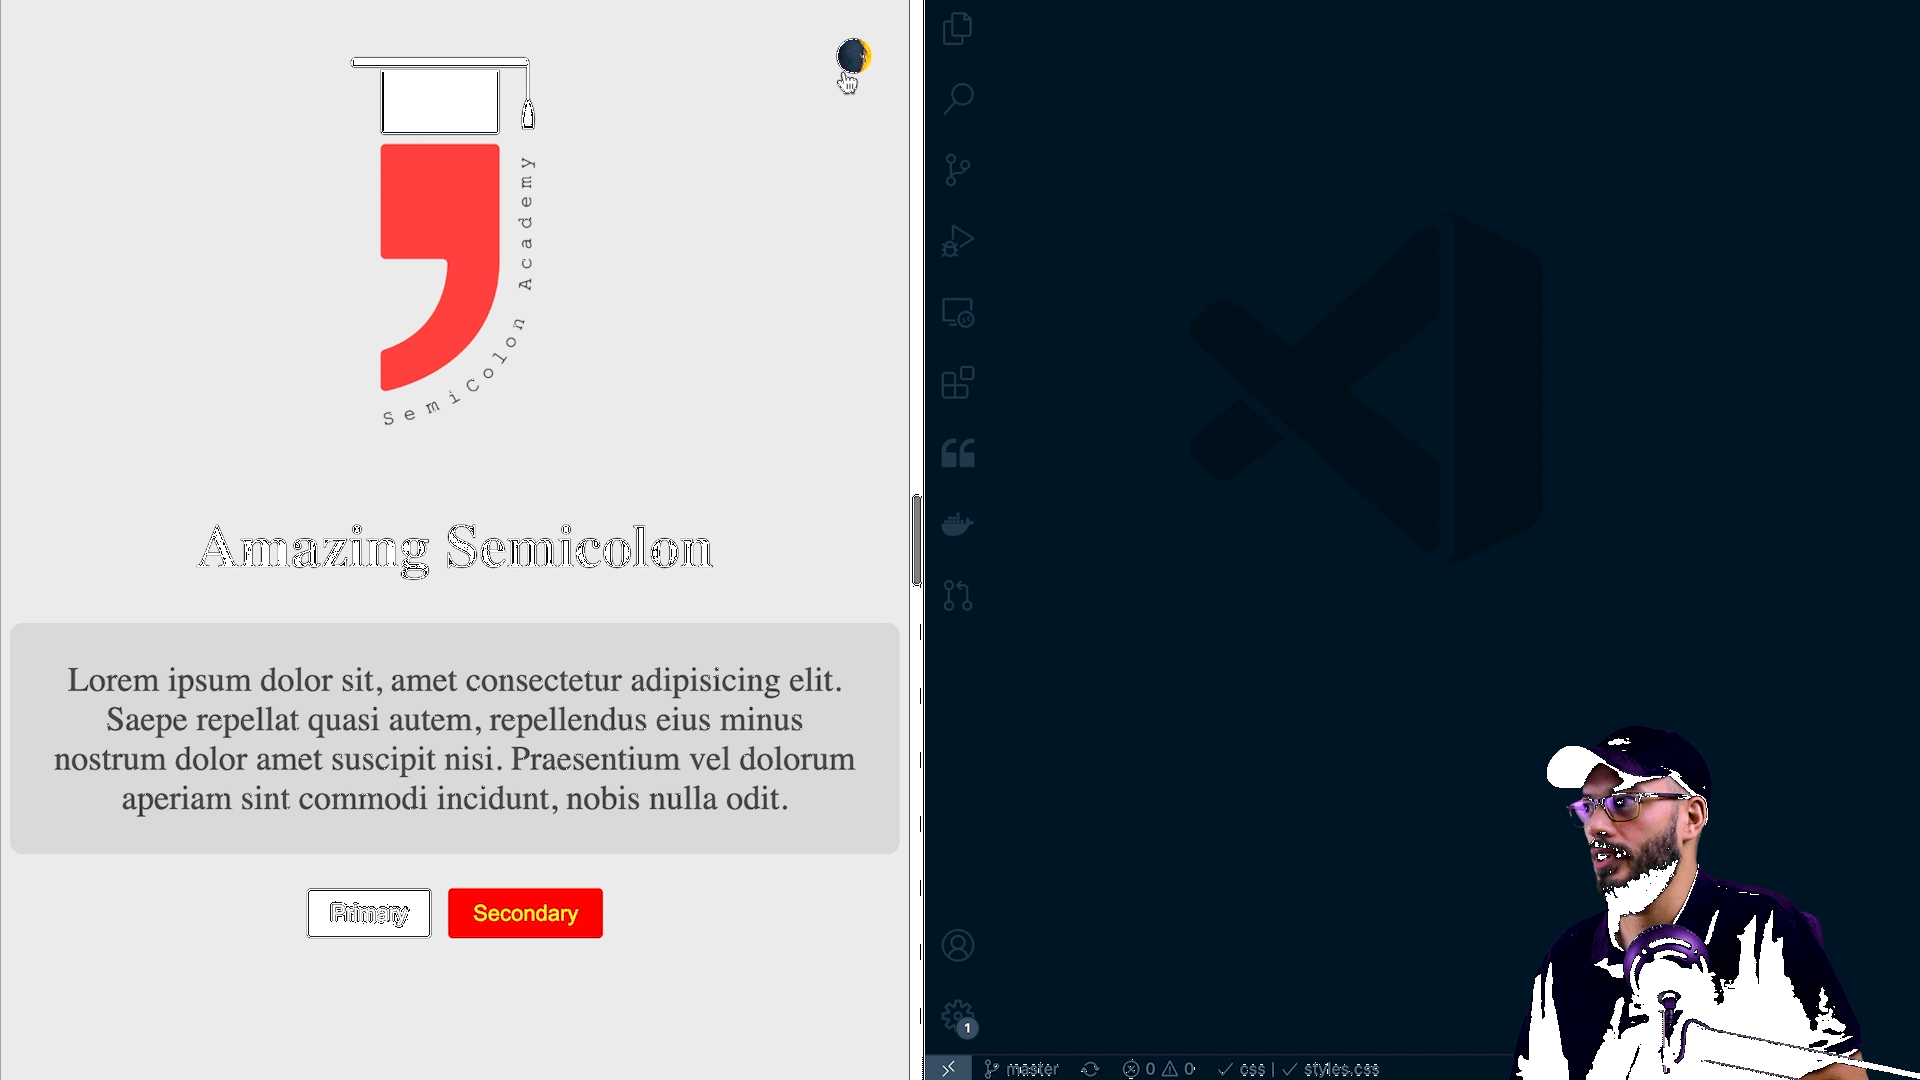 SemiColon Academy
Amazing Semicolon
Lorem ipsum dolor sit, amet consectetur adipisicing elit.
Saepe repellat quasi autem, repellendus eius minus
nostrum dolor amet suscipit nisi. Praesentium vel dolorum
aperiam sint commodi incidunt, nobis nulla odit.
Primary
Secondary
1
master
0
0
css | styles.css